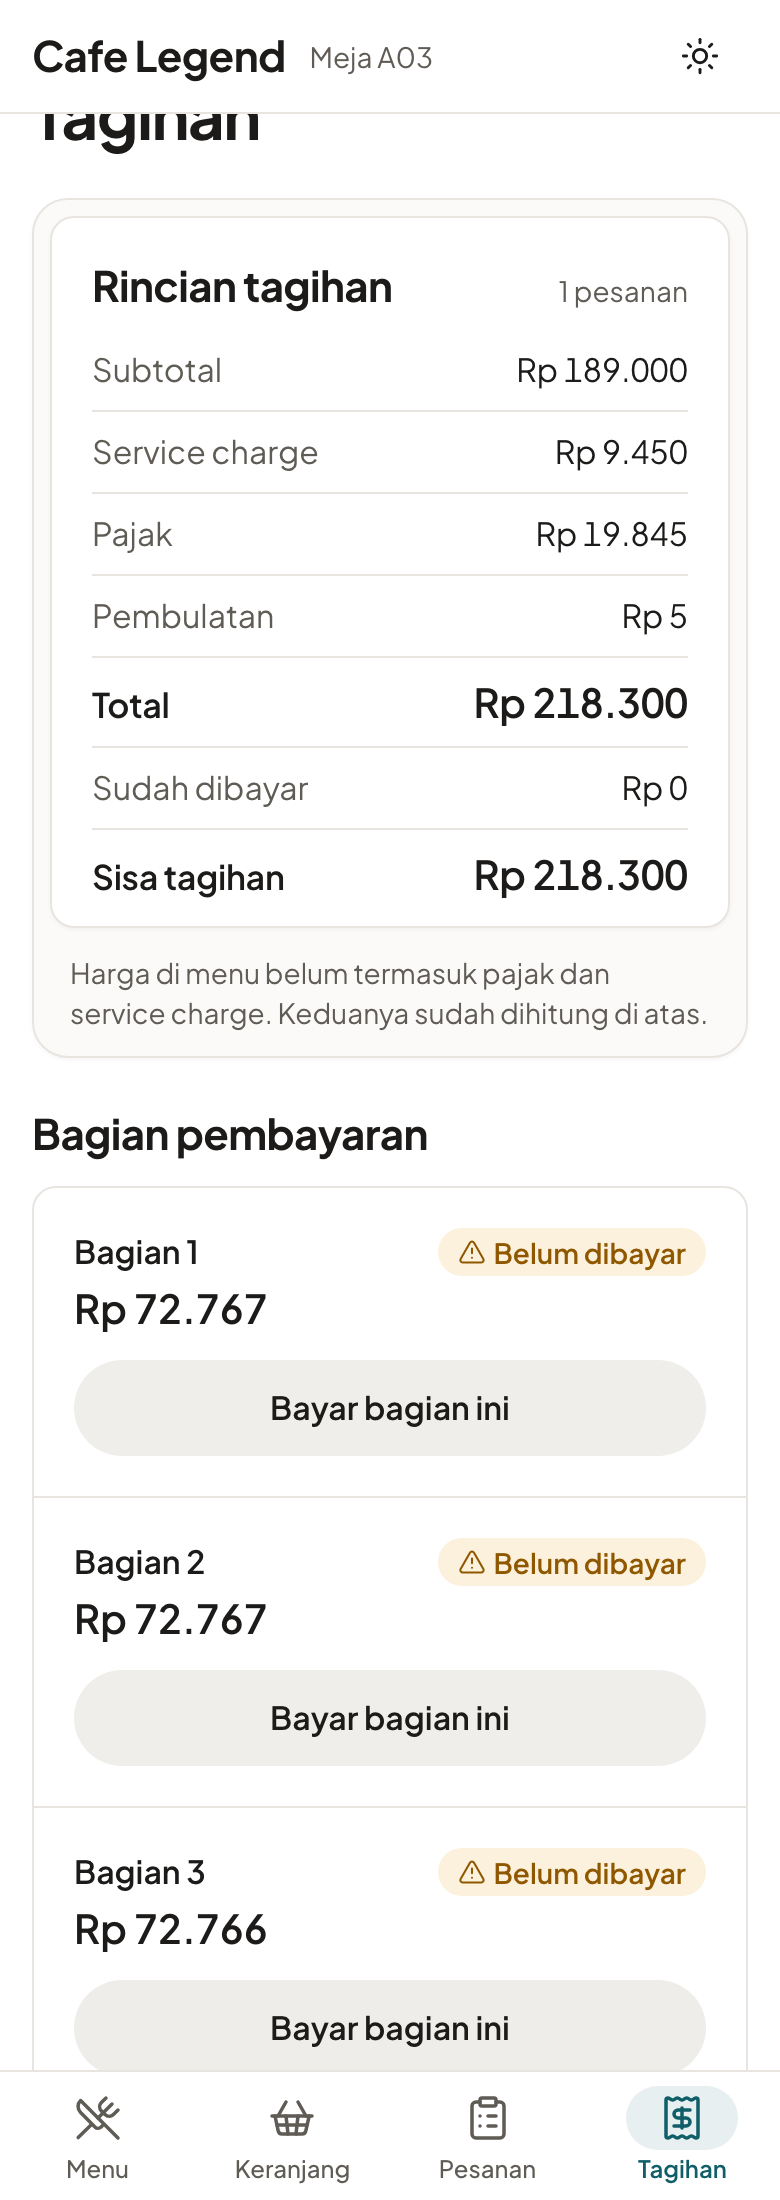 Cafe Legend Meja A03
Tagihan
Rincian tagihan 1 pesanan
Subtotal Rp 189.000
Service charge Rp 9.450
Pajak Rp 19.845
Pembulatan Rp 5
Total Rp 218.300
Sudah dibayar Rp 0
Sisa tagihan Rp 218.300
Harga di menu belum termasuk pajak dan
service charge. Keduanya sudah dihitung di atas.
Bagian pembayaran
Bagian 1 Belum dibayar
Rp 72.767
Bayar bagian ini
Bagian 2 Belum dibayar
Rp 72.767
Bayar bagian ini
Bagian 3 Belum dibayar
Rp 72.766
Bayar bagian ini
Menu Keranjang Pesanan Tagihan